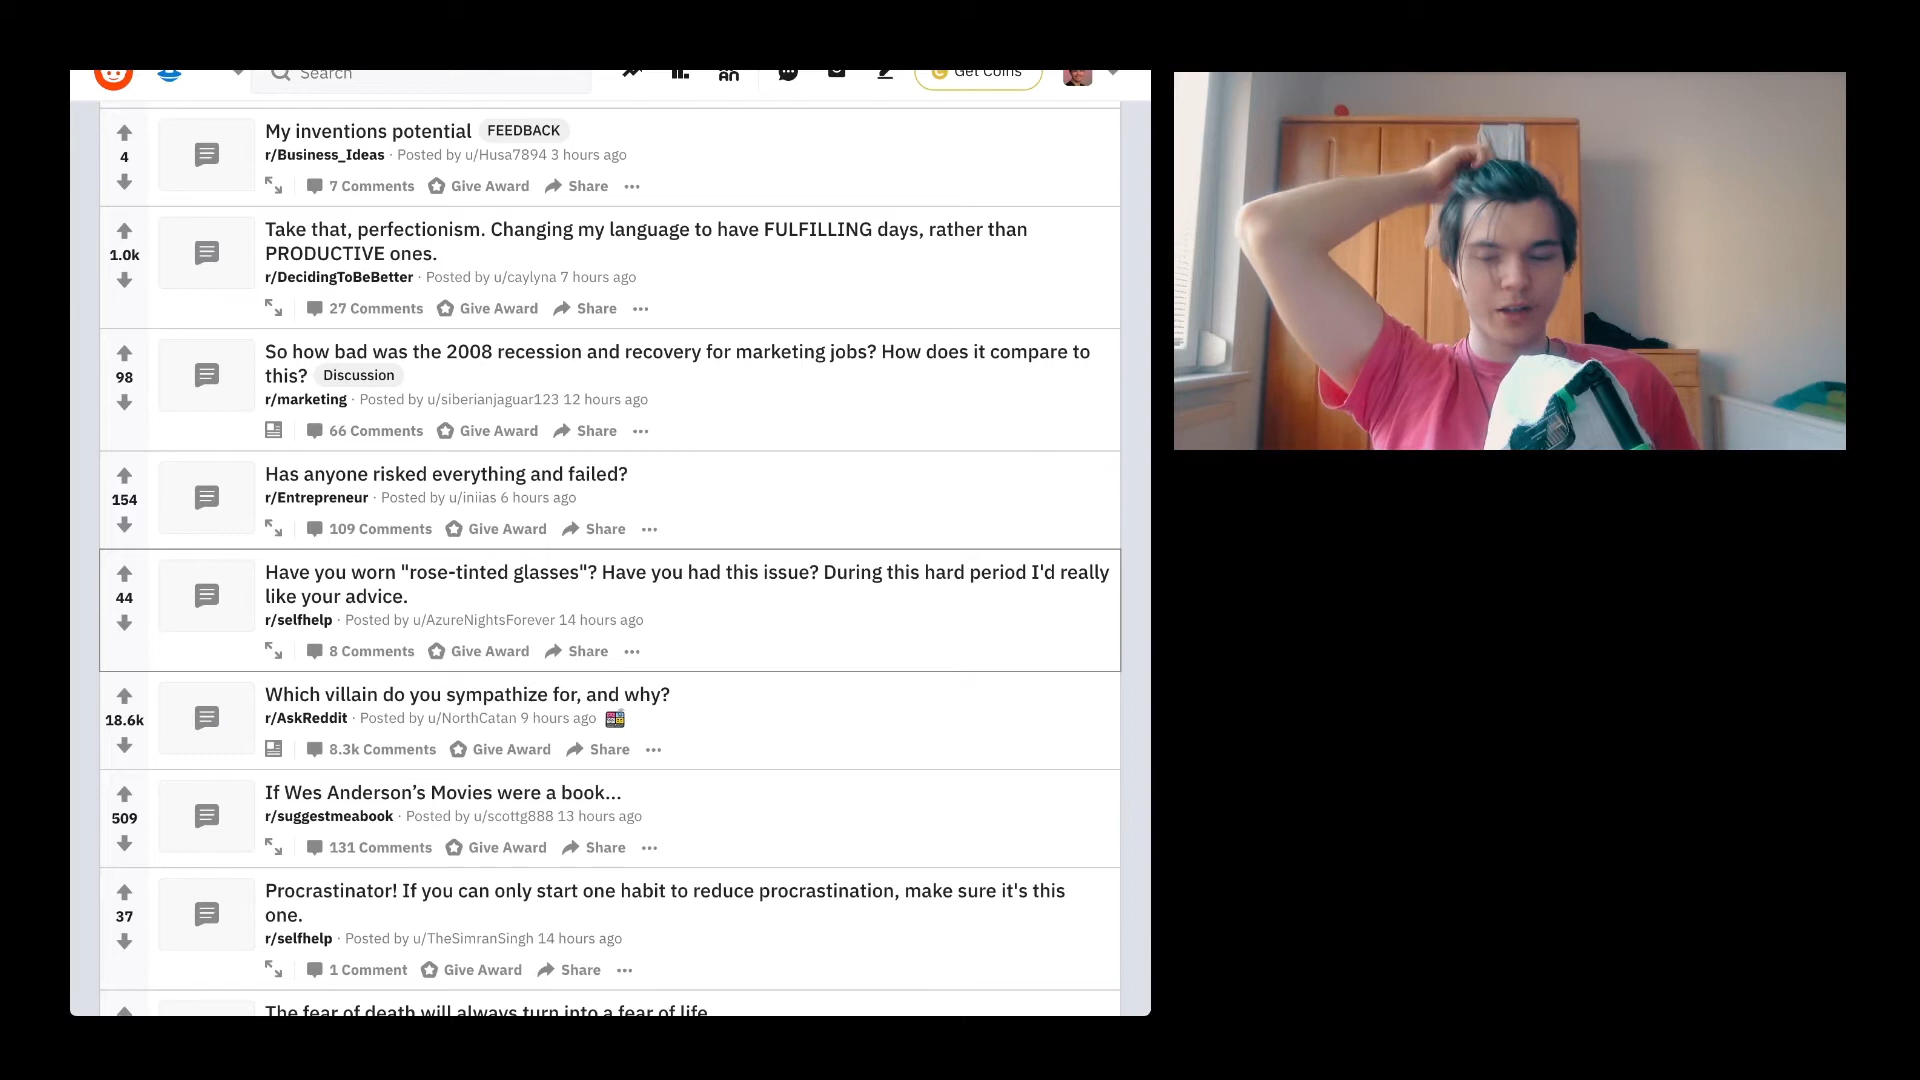 Search
Get Coins
My inventions potential FEEDBACK
r/Business_Ideas · Posted by u/Husa7894 3 hours ago
4
7 Comments Give Award Share
Take that, perfectionism. Changing my language to have FULFILLING days, rather than
PRODUCTIVE ones.
1.0k
r/DecidingToBeBetter · Posted by u/caylyna 7 hours ago
27 Comments Give Award Share
So how bad was the 2008 recession and recovery for marketing jobs? How does it compare to
this? Discussion
98
r/marketing · Posted by u/siberianjaguar123 12 hours ago
66 Comments Give Award Share
Has anyone risked everything and failed?
r/Entrepreneur · Posted by u/iniias 6 hours ago
154
109 Comments Give Award Share
Have you worn "rose-tinted glasses"? Have you had this issue? During this hard period I'd really
like your advice.
44
r/selfhelp · Posted by u/AzureNightsForever 14 hours ago
8 Comments Give Award Share
Which villain do you sympathize for, and why?
r/AskReddit · Posted by u/NorthCatan 9 hours ago
18.6k
8.3k Comments Give Award Share
If Wes Anderson’s Movies were a book...
r/suggestmeabook · Posted by u/scottg888 13 hours ago
509
131 Comments Give Award Share
Procrastinator! If you can only start one habit to reduce procrastination, make sure it's this
one.
37
r/selfhelp · Posted by u/TheSimranSingh 14 hours ago
1 Comment Give Award Share
The fear of death will always turn into a fear of life